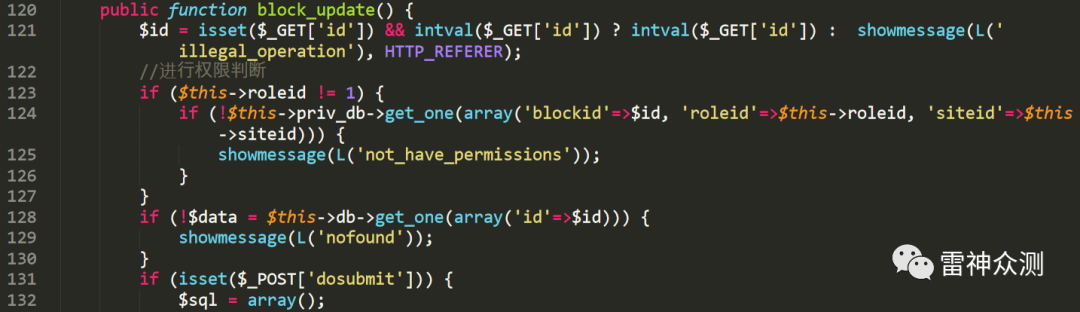 120 public function block_update() {
121 $id = isset($_GET['id']) && intval($_GET['id']) ? intval($_GET['id']) :  showmessage(L('
illegal_operation'), HTTP_REFERER);
122 //进行权限判断
123 if ($this->roleid != 1) {
124 if (!$this->priv_db->get_one(array('blockid'=>$id, 'roleid'=>$this->roleid, 'siteid'=>$this
->siteid))) {
125 showmessage(L('not_have_permissions'));
126 }
127 }
128 if (!$data = $this->db->get_one(array('id'=>$id))) {
129 showmessage(L('nofound'));
130 }
131 if (isset($_POST['dosubmit'])) {
132 $sql = array();
雷神众测